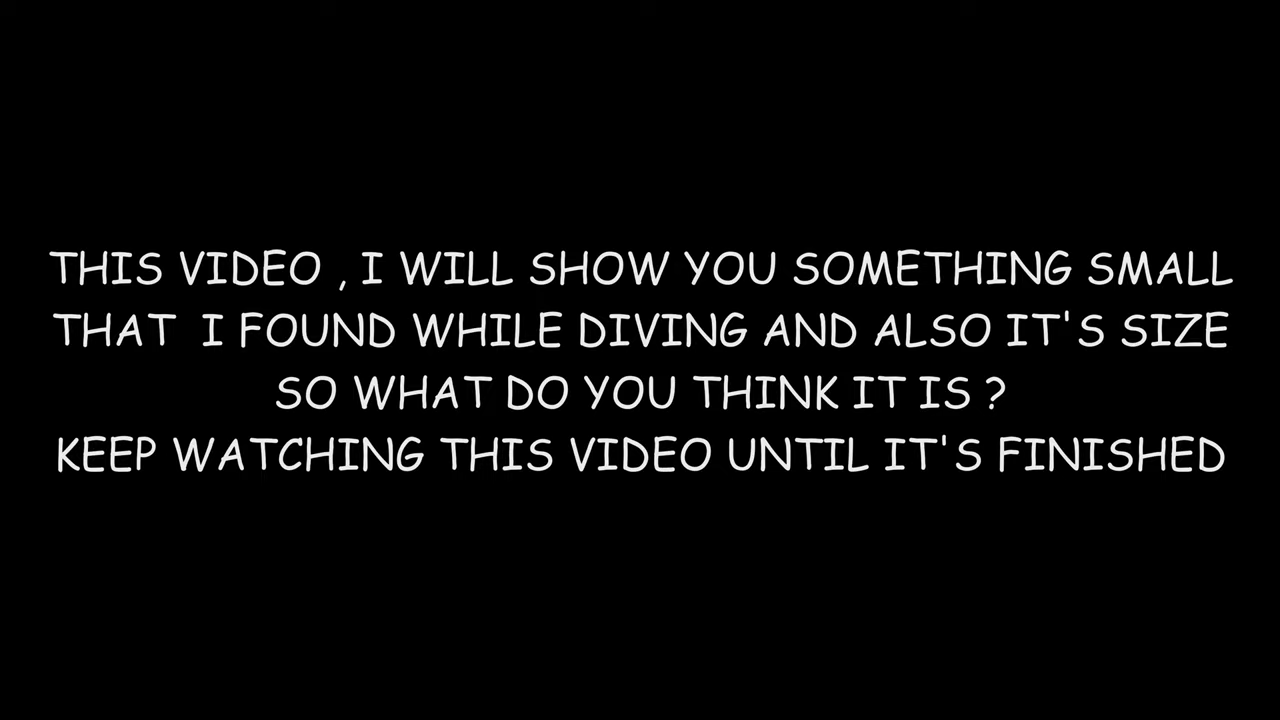 THIS VIDEO , I WILL SHOW YOU SOMETHING SMALL
THAT  I FOUND WHILE DIVING AND ALSO IT'S SIZE
SO WHAT DO YOU THINK IT IS ?
KEEP WATCHING THIS VIDEO UNTIL IT'S FINISHED